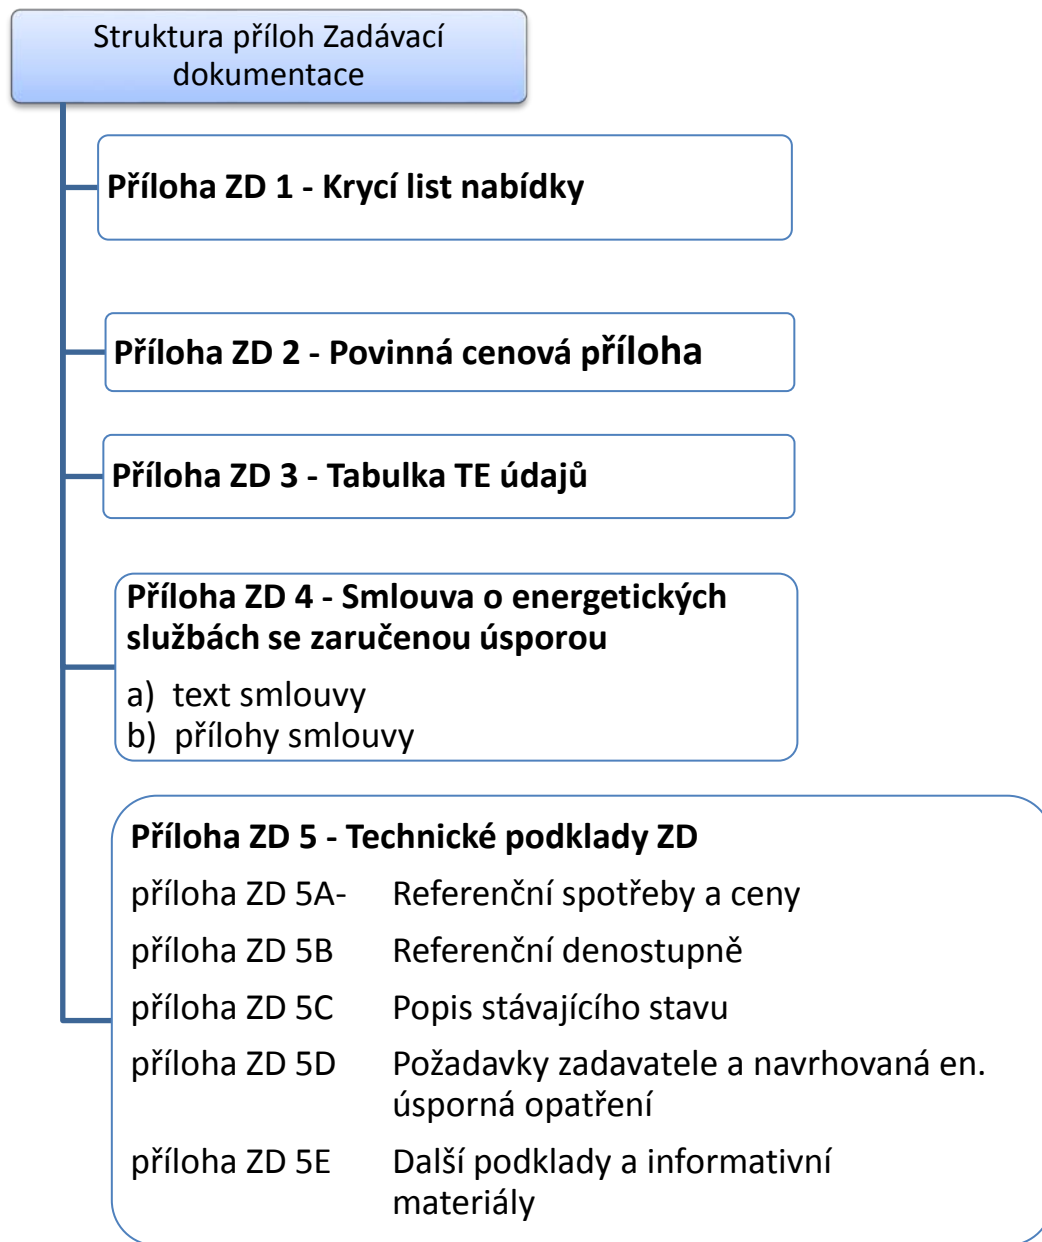 Struktura příloh Zadávací
dokumentace
Příloha ZD 1 - Krycí list nabídky
Příloha ZD 2 - Povinná cenová příloha
Příloha ZD 3 - Tabulka TE údajů
Příloha ZD 4 - Smlouva o energetických
službách se zaručenou úsporou
a) text smlouvy
b) přílohy smlouvy
Příloha ZD 5 - Technické podklady ZD
příloha ZD 5A- Referenční spotřeby a ceny
příloha ZD 5B Referenční denostupně
příloha ZD 5C Popis stávajícího stavu
příloha ZD 5D Požadavky zadavatele a navrhovaná en.
úsporná opatření
příloha ZD 5E Další podklady a informativní
materiály